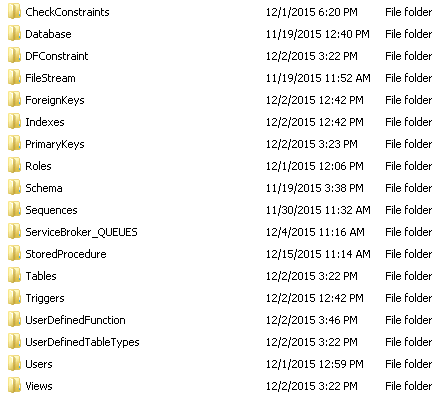 CheckConstraints 12/1/2015 6:20 PM File folder
Database 11/19/2015 12:40 PM File folder
DFConstraint 12/2/2015 3:22 PM File folder
FileStream 11/19/2015 11:52 AM File folder
ForeignKeys 12/2/2015 12:42 PM File folder
Indexes 12/2/2015 12:42 PM File folder
PrimaryKeys 12/2/2015 3:23 PM File folder
Roles 12/1/2015 12:06 PM File folder
Schema 11/19/2015 3:38 PM File folder
Sequences 11/30/2015 11:32 AM File folder
ServiceBroker_QUEUES 12/4/2015 11:16 AM File folder
StoredProcedure 12/15/2015 11:14 AM File folder
Tables 12/2/2015 3:22 PM File folder
Triggers 12/2/2015 12:42 PM File folder
UserDefinedFunction 12/2/2015 3:46 PM File folder
UserDefinedTableTypes 12/2/2015 3:22 PM File folder
Users 12/1/2015 12:59 PM File folder
Views 12/2/2015 3:22 PM File folder